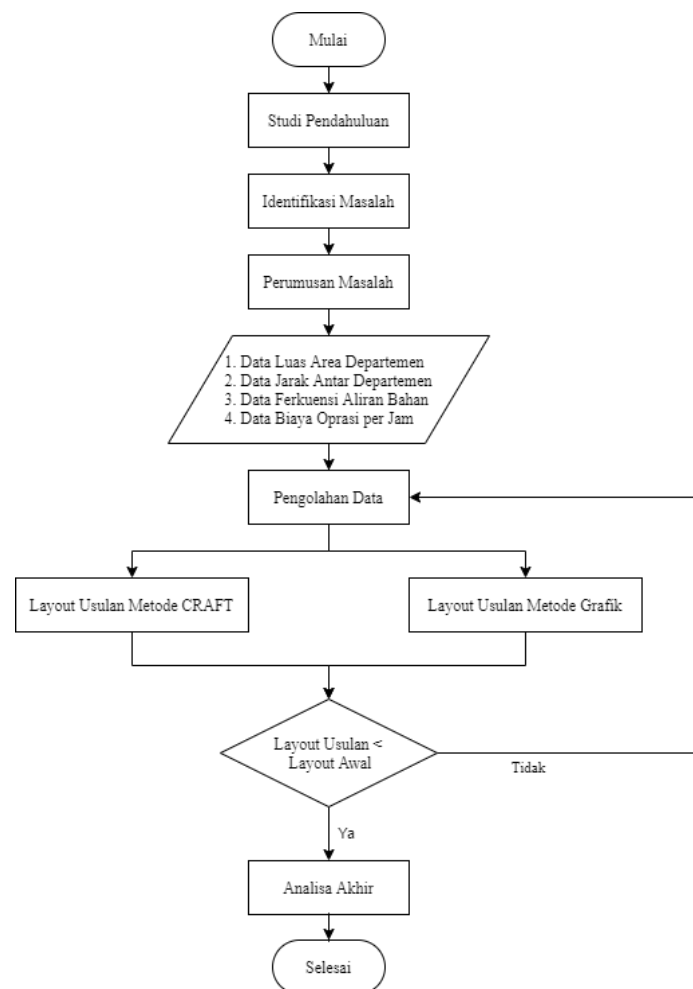 Mulai
Studi Pendahuluan
Identifikasi Masalah
Perumusan Masalah
1. Data Luas Area Departemen
2. Data Jarak Antar Departemen
3. Data Ferkuensi Aliran Bahan
4. Data Biaya Oprasi per Jam
Pengolahan Data
Layout Usulan Metode CRAFT
Layout Usulan Metode Grafik
Layout Usulan <
Layout Awal
Tidak
Ya
Analisa Akhir
Selesai